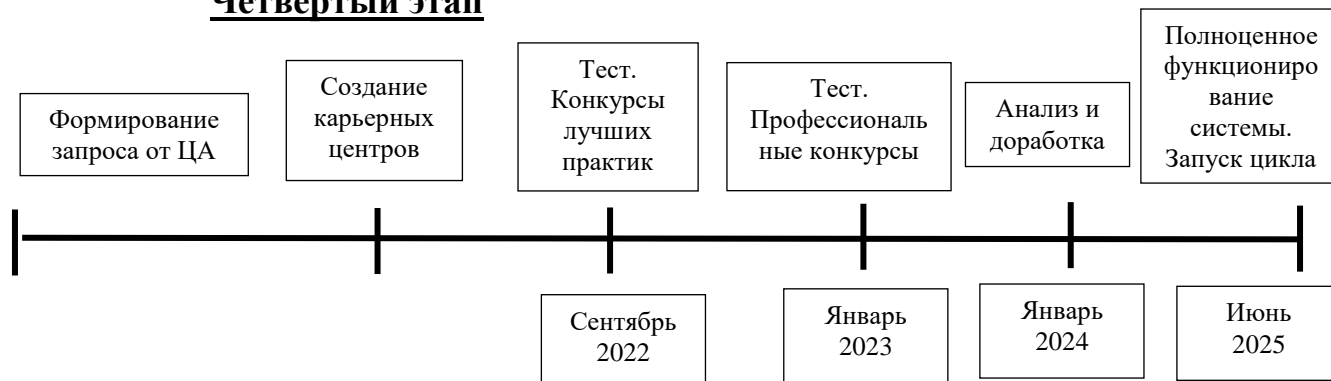 Четвертый этап
Формирование
запроса от ЦА
Создание
карьерных
центров
Тест.
Конкурсы
лучших
практик
Тест.
Профессиональ
ные конкурсы
Анализ и
доработка
Полноценное
функциониро
вание
системы.
Запуск цикла
Сентябрь
2022
Январь
2023
Январь
2024
Июнь
2025